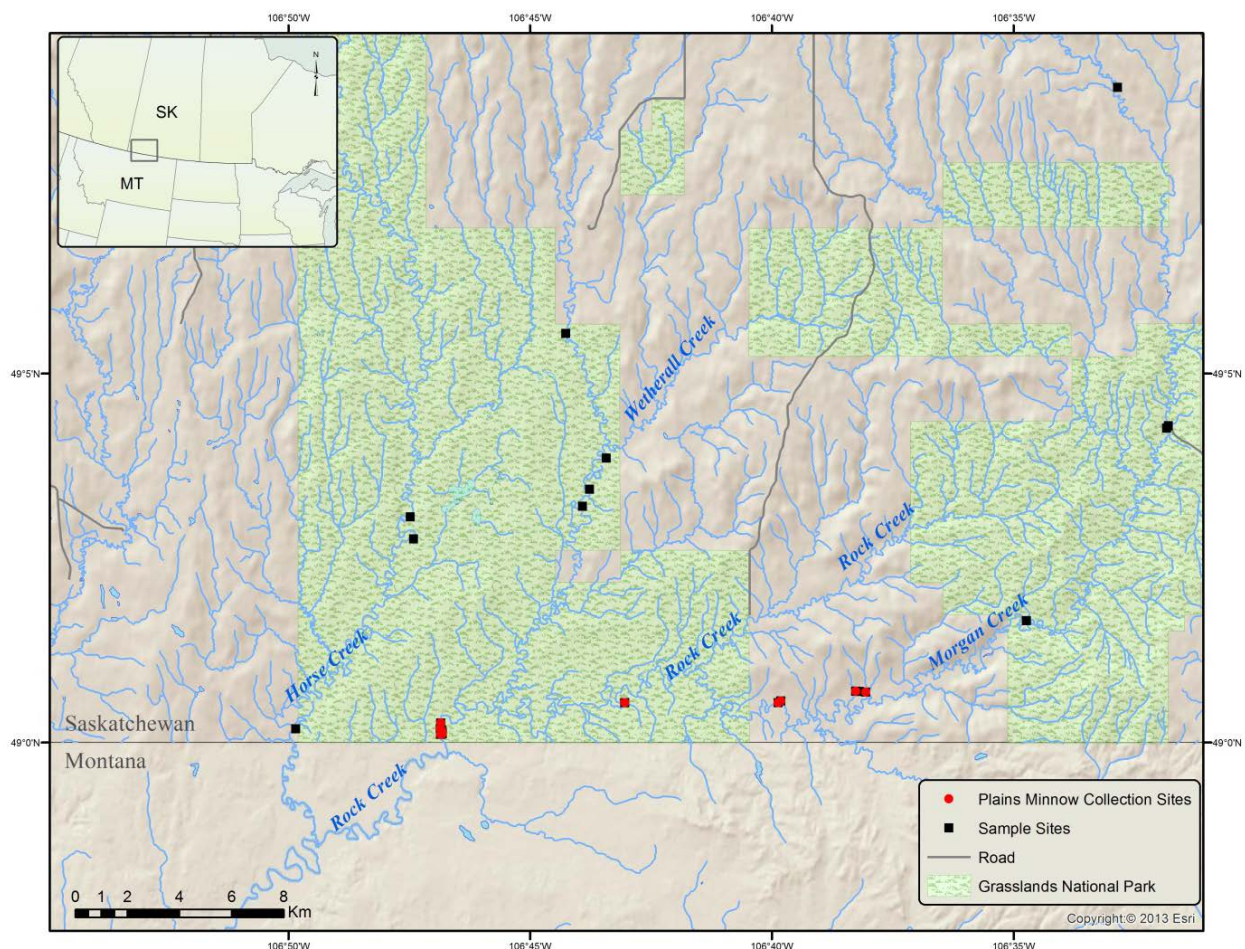 106°50'W 106°45'W 106°40'W 106°35'W
N
SK
MT
49°5'N 49°5'N
Wetherall Creek
Rock Creek
Morgan Creek
Rock Creek
Horse Creek
Saskatchewan
49°0'N 49°0'N
Montana
Rock Creek
Plains Minnow Collection Sites
Sample Sites
Road
Grasslands National Park
0 1 2 4 6 8
Km
Copyright:© 2013 Esri
106°50'W 106°45'W 106°40'W 106°35'W